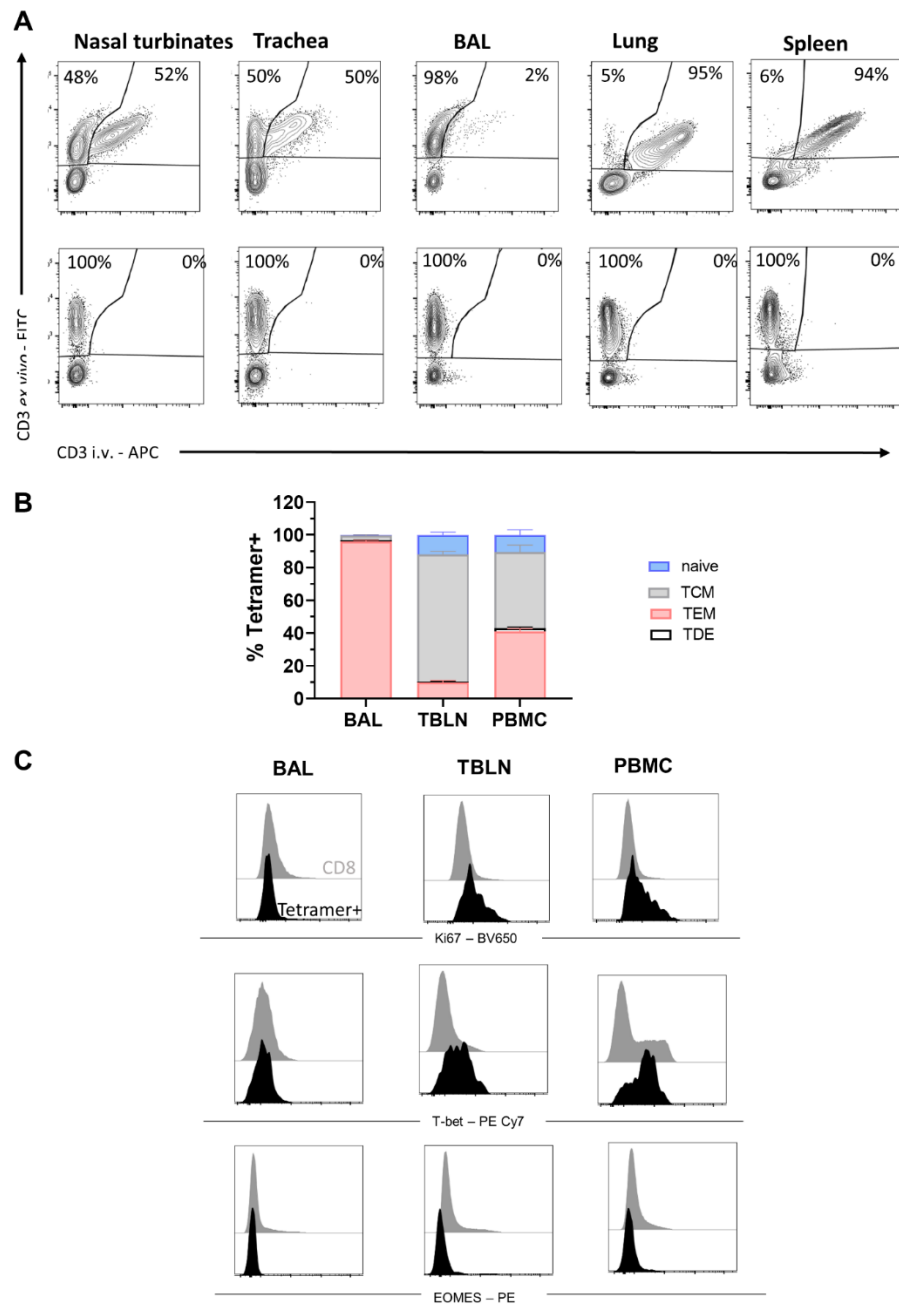 A
Nasal turbinates Trachea BAL Lung Spleen
48% 52% 50% 50% 98% 2% 5% 95% 6% 94%
100% 0% 100% 0% 100% 0% 100% 0% 100% 0%
CD3 ex vivo - FITC
CD3 i.v. - APC
B
% Tetramer+
120
100
80
60
40
20
0
BAL TBLN PBMC
naive
TCM
TEM
TDE
C
BAL TBLN PBMC
CD8
Tetramer+
Ki67 – BV650
T-bet – PE Cy7
EOMES – PE